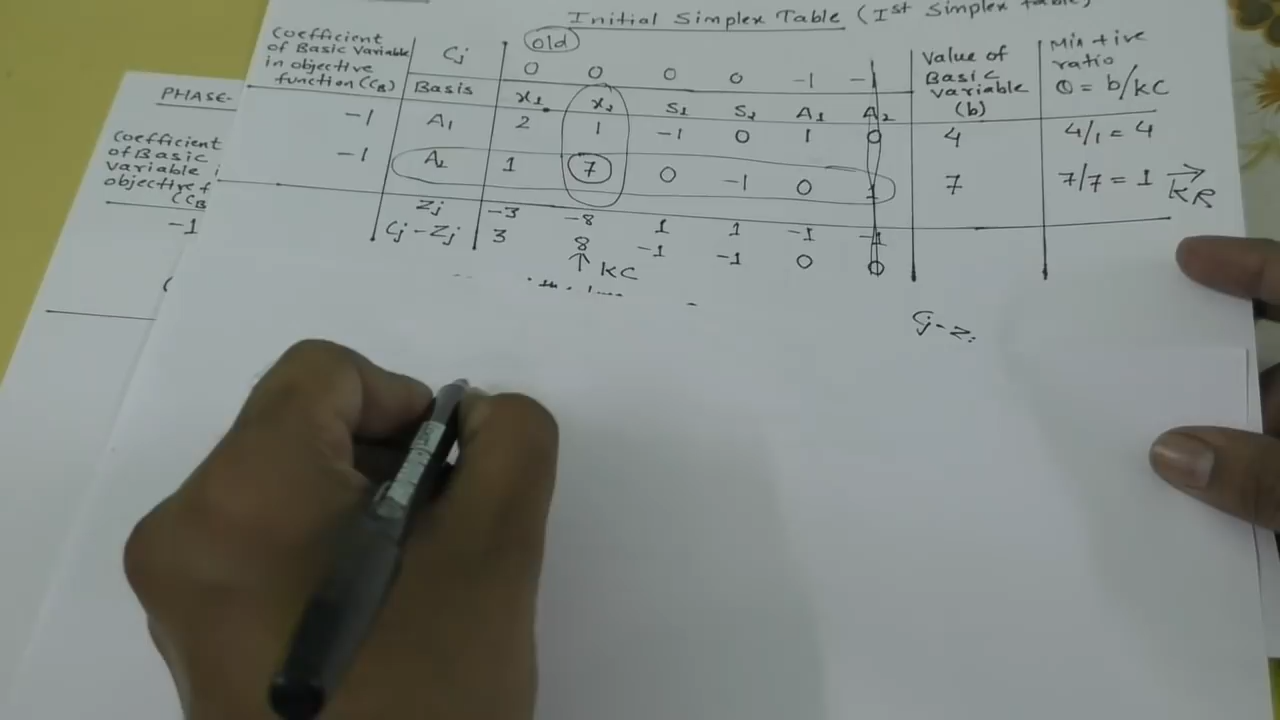 Initial Simplex Table (Ist Simplex table)
old
Coefficient of Basic Variable in objective function (CB)
Cj 0 0 0 0 -1 -1
Value of Basic variable (b)
Min +ive ratio θ = b/KC
Basis x1 x2 S1 S2 A1 A2
-1 A1 2 1 -1 0 1 0 4 4/1 = 4
-1 A2 1 7 0 -1 0 1 7 7/7 = 1 → KR
Zj -3 -8 1 1 -1 -1
Cj-Zj 3 8 -1 -1 0 0
↑ KC
Cj-Z
PHASE-
Coefficient
of Basic
Variable i
objective f
(CB
-1
(